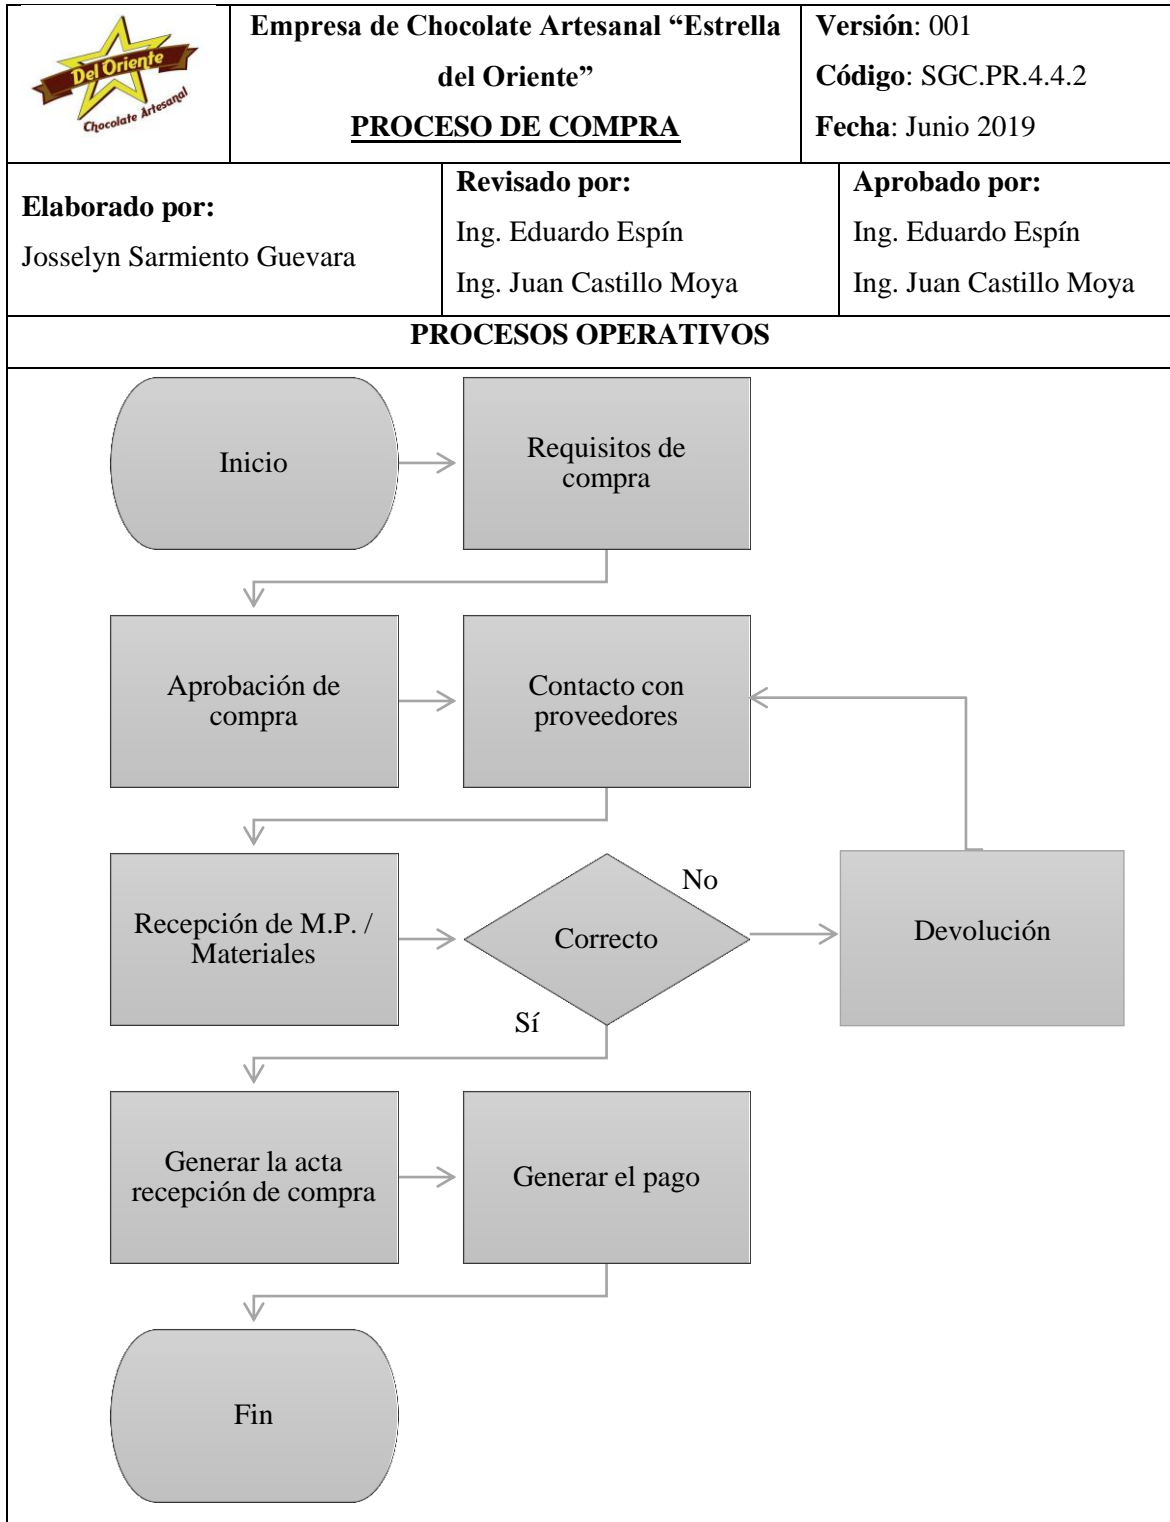 Del Oriente
Chocolate Artesanal
Empresa de Chocolate Artesanal “Estrella
del Oriente”
PROCESO DE COMPRA
Versión: 001
Código: SGC.PR.4.4.2
Fecha: Junio 2019
Elaborado por:
Josselyn Sarmiento Guevara
Revisado por:
Ing. Eduardo Espín
Ing. Juan Castillo Moya
Aprobado por:
Ing. Eduardo Espín
Ing. Juan Castillo Moya
PROCESOS OPERATIVOS
Inicio
Requisitos de
compra
Aprobación de
compra
Contacto con
proveedores
Recepción de M.P. /
Materiales
Correcto
No
Devolución
Sí
Generar la acta
recepción de compra
Generar el pago
Fin